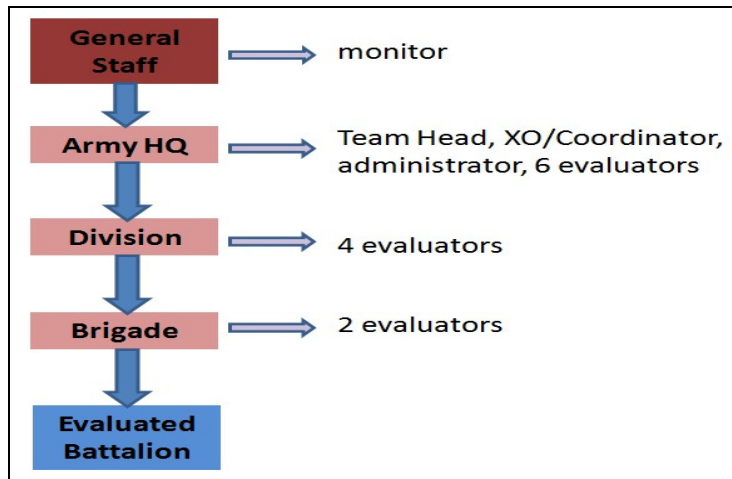 General
Staff
monitor
Army HQ
Team Head, XO/Coordinator,
administrator, 6 evaluators
Division
4 evaluators
Brigade
2 evaluators
Evaluated
Battalion